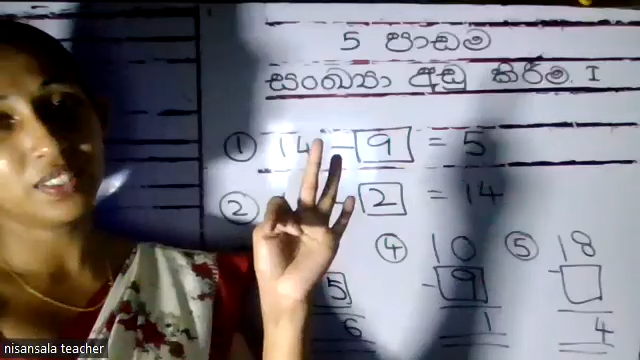 5 පාඩම
සංඛ්‍යා අඩු කිරීම I
① 14 - 9 = 5
② 2 = 14
④ 10 ⑤ 18
5 - 9 -
6 1 4
nisansala teacher